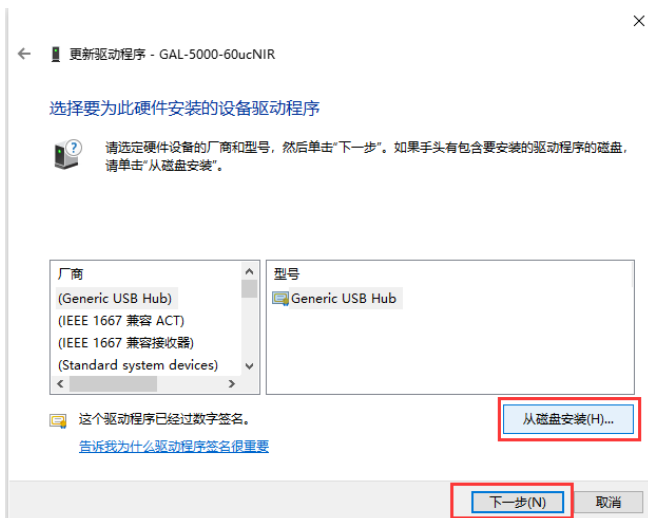 更新驱动程序 - GAL-5000-60ucNIR
选择要为此硬件安装的设备驱动程序
请选定硬件设备的厂商和型号，然后单击"下一步"。如果手头有包含要安装的驱动程序的磁盘，
请单击"从磁盘安装"。
厂商
型号
(Generic USB Hub)
Generic USB Hub
(IEEE 1667 兼容 ACT)
(IEEE 1667 兼容接收器)
(Standard system devices)
这个驱动程序已经过数字签名。
从磁盘安装(H)...
告诉我为什么驱动程序签名很重要
下一步(N)
取消